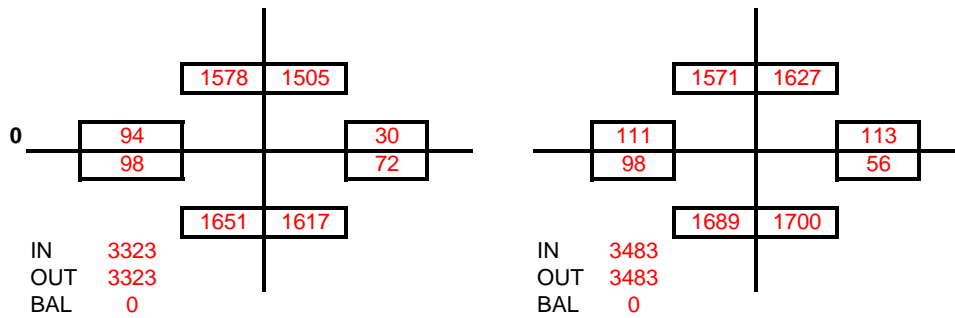 1578 1505 1571 1627
0 94 30 111 113
98 72 98 56
1651 1617 1689 1700
IN 3323 IN 3483
OUT 3323 OUT 3483
BAL 0 BAL 0